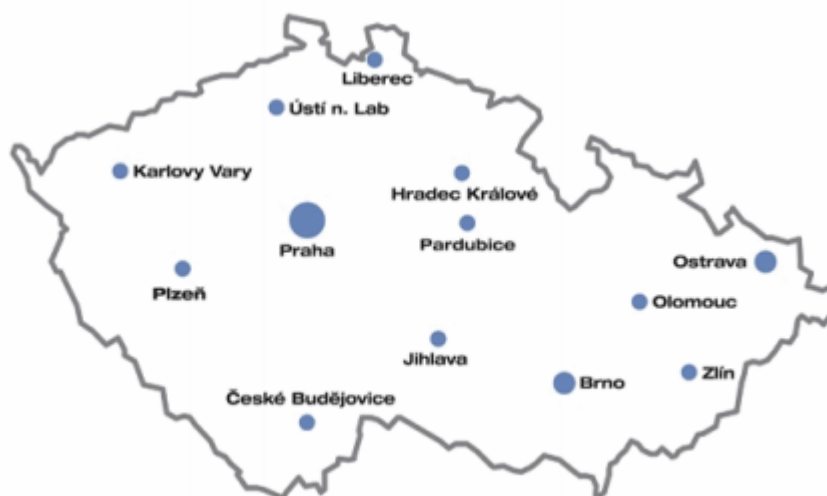 Liberec
Ústí n. Lab
Karlovy Vary
Hradec Králové
Praha
Pardubice
Ostrava
Plzeň
Olomouc
Jihlava
Zlín
Brno
České Budějovice